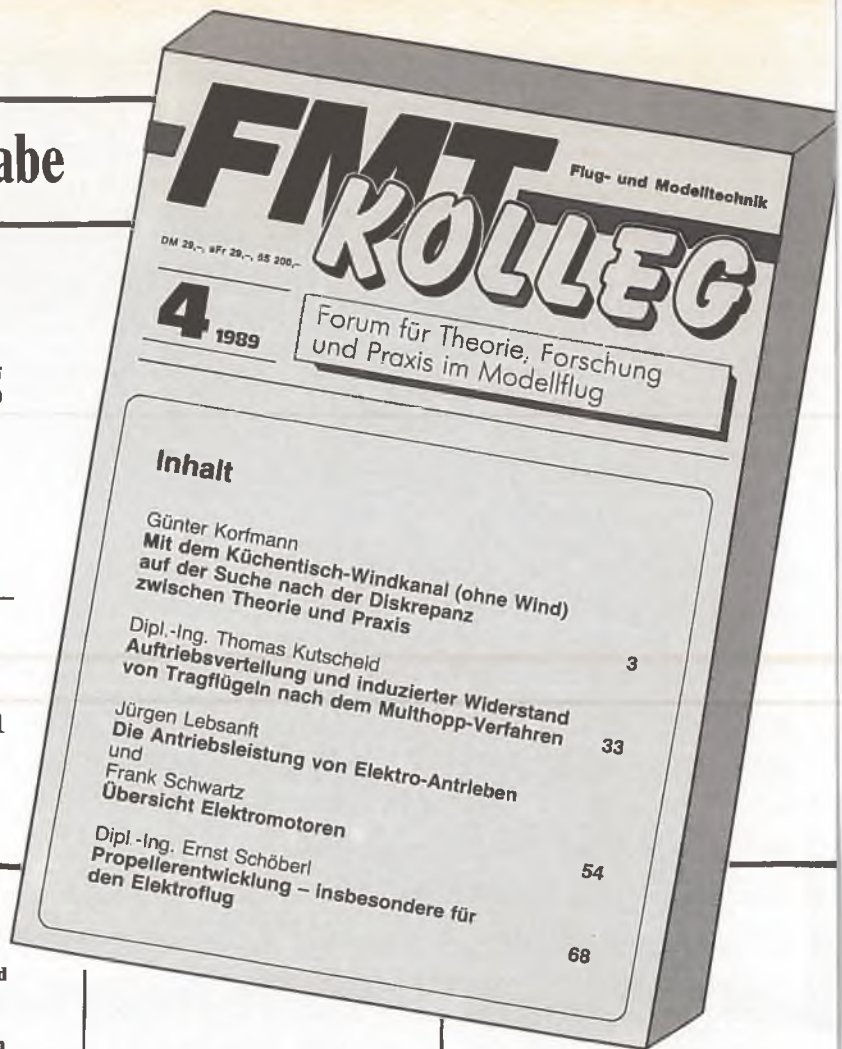 abe
FMT
Flug- und Modelltechnik
KOLLEG
DM 29,–, sFr 29,–, öS 200,–
4 1989
Forum für Theorie, Forschung
und Praxis im Modellflug
Inhalt
Günter Korfmann
Mit dem Küchentisch-Windkanal (ohne Wind)
auf der Suche nach der Diskrepanz
zwischen Theorie und Praxis 3
Dipl.-Ing. Thomas Kutscheid
Auftriebsverteilung und induzierter Widerstand
von Tragflügeln nach dem Multhopp-Verfahren 33
Jürgen Lebsanft
Die Antriebsleistung von Elektro-Antrieben
und
Frank Schwartz
Übersicht Elektromotoren 54
Dipl.-Ing. Ernst Schöberl
Propellerentwicklung – insbesondere für
den Elektroflug 68